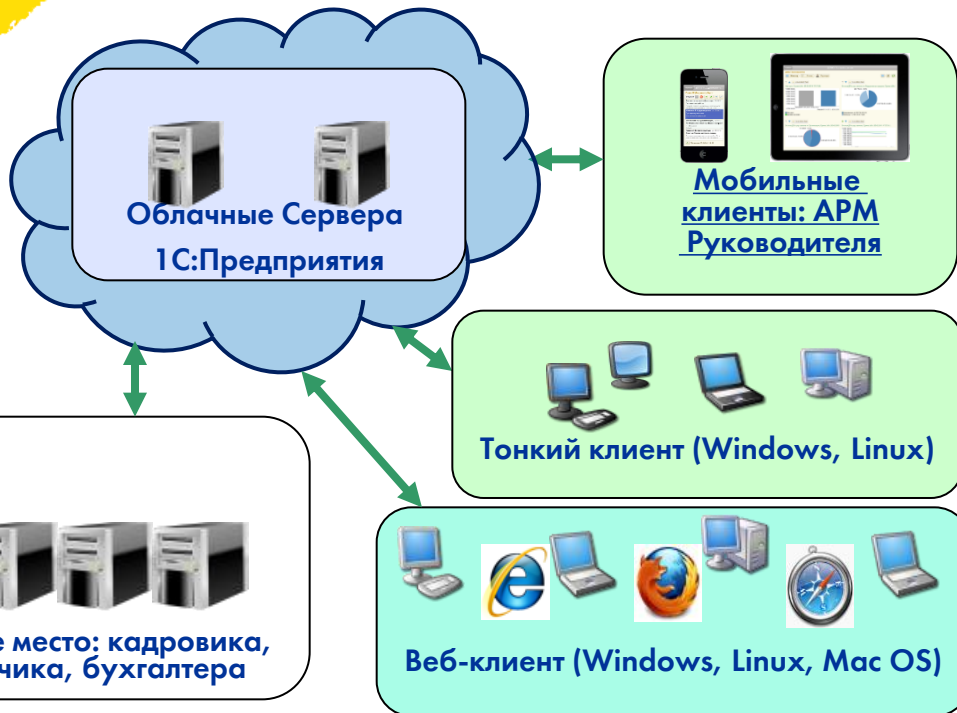 Облачные Сервера
1С:Предприятия
Мобильные
клиенты: АРМ
Руководителя
Тонкий клиент (Windows, Linux)
место: кадровика,
бухгалтера
Веб-клиент (Windows, Linux, Mac OS)